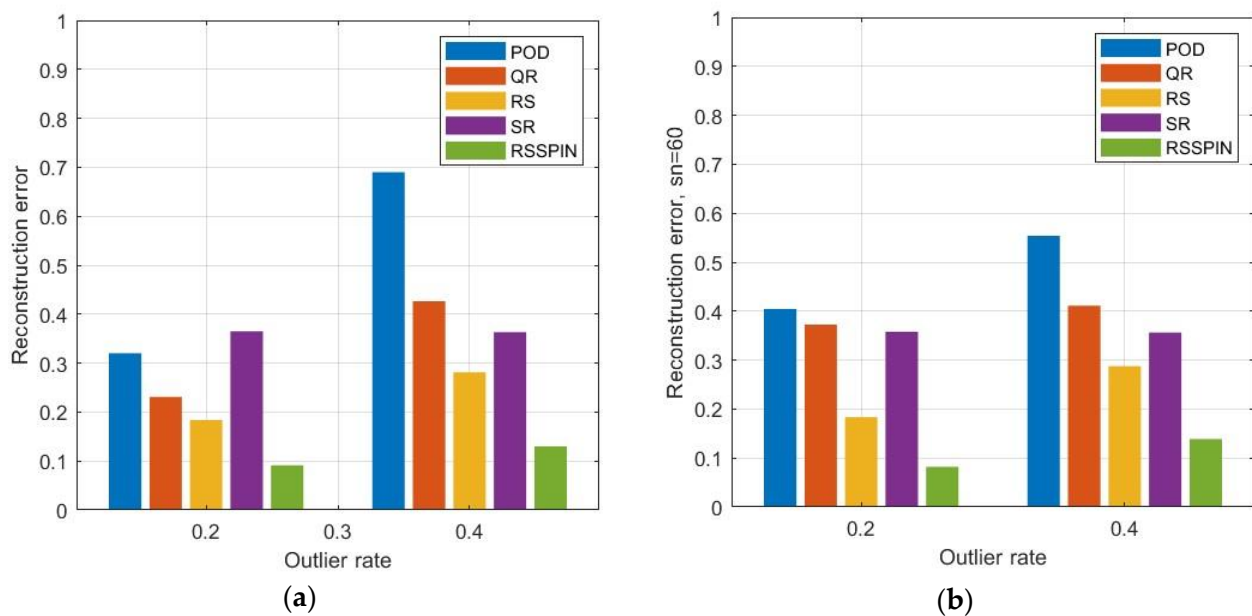 1
0.9
0.8
0.7
0.6
0.5
0.4
0.3
0.2
0.1
0
Reconstruction error
POD
QR
RS
SR
RSSPIN
0.2 0.3 0.4
Outlier rate
(a)
1
0.9
0.8
0.7
0.6
0.5
0.4
0.3
0.2
0.1
0
Reconstruction error, sn=60
POD
QR
RS
SR
RSSPIN
0.2 0.4
Outlier rate
(b)